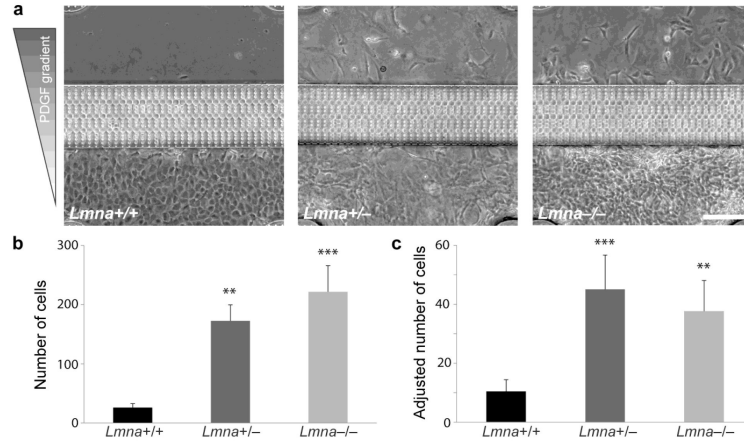 a
PDGF gradient
Lmna+/+
Lmna+/–
Lmna–/–
b
Number of cells
300
200
100
0
**
***
Lmna+/+
Lmna+/–
Lmna–/–
c
Adjusted number of cells
60
40
20
0
***
**
Lmna+/+
Lmna+/–
Lmna–/–